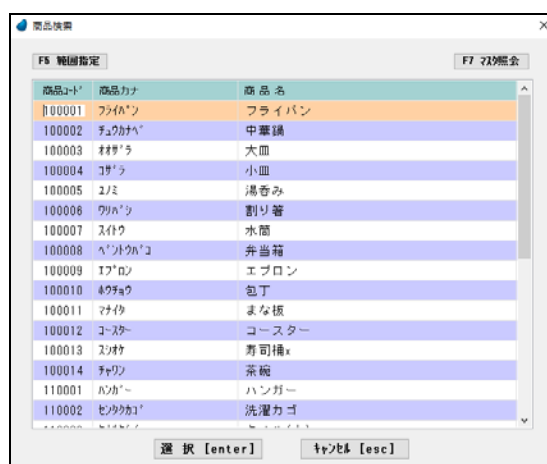 商品検索
F5 範囲指定 F7 ﾏｽﾀ照会
商品ｺｰﾄﾞ 商品カナ 商品名
100001 ﾌﾗｲﾊﾟﾝ フライパン
100002 ﾁｭｳｶﾅﾍﾞ 中華鍋
100003 ｵｵｻﾞﾗ 大皿
100004 ｺｻﾞﾗ 小皿
100005 ﾕﾉﾐ 湯呑み
100006 ﾜﾘﾊﾞｼ 割り箸
100007 ｽｲﾄｳ 水筒
100008 ﾍﾞﾝﾄｳﾊﾞｺ 弁当箱
100009 ｴﾌﾟﾛﾝ エプロン
100010 ﾎｳﾁｮｳ 包丁
100011 ﾏﾅｲﾀ まな板
100012 ｺｰｽﾀｰ コースター
100013 ｽｼｵｹ 寿司桶x
100014 ﾁｬﾜﾝ 茶碗
110001 ﾊﾝｶﾞｰ ハンガー
110002 ｾﾝﾀｸｶｺﾞ 洗濯カゴ
選 択 [enter] ｷｬﾝｾﾙ [esc]